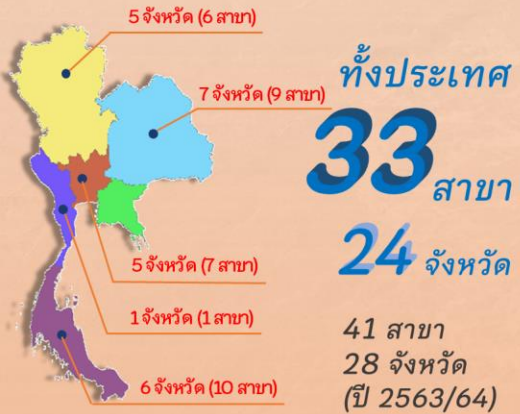 5 จังหวัด (6 สาขา)
7 จังหวัด (9 สาขา)
5 จังหวัด (7 สาขา)
1 จังหวัด (1 สาขา)
6 จังหวัด (10 สาขา)
ทั้งประเทศ
33 สาขา
24 จังหวัด
41 สาขา
28 จังหวัด
(ปี 2563/64)